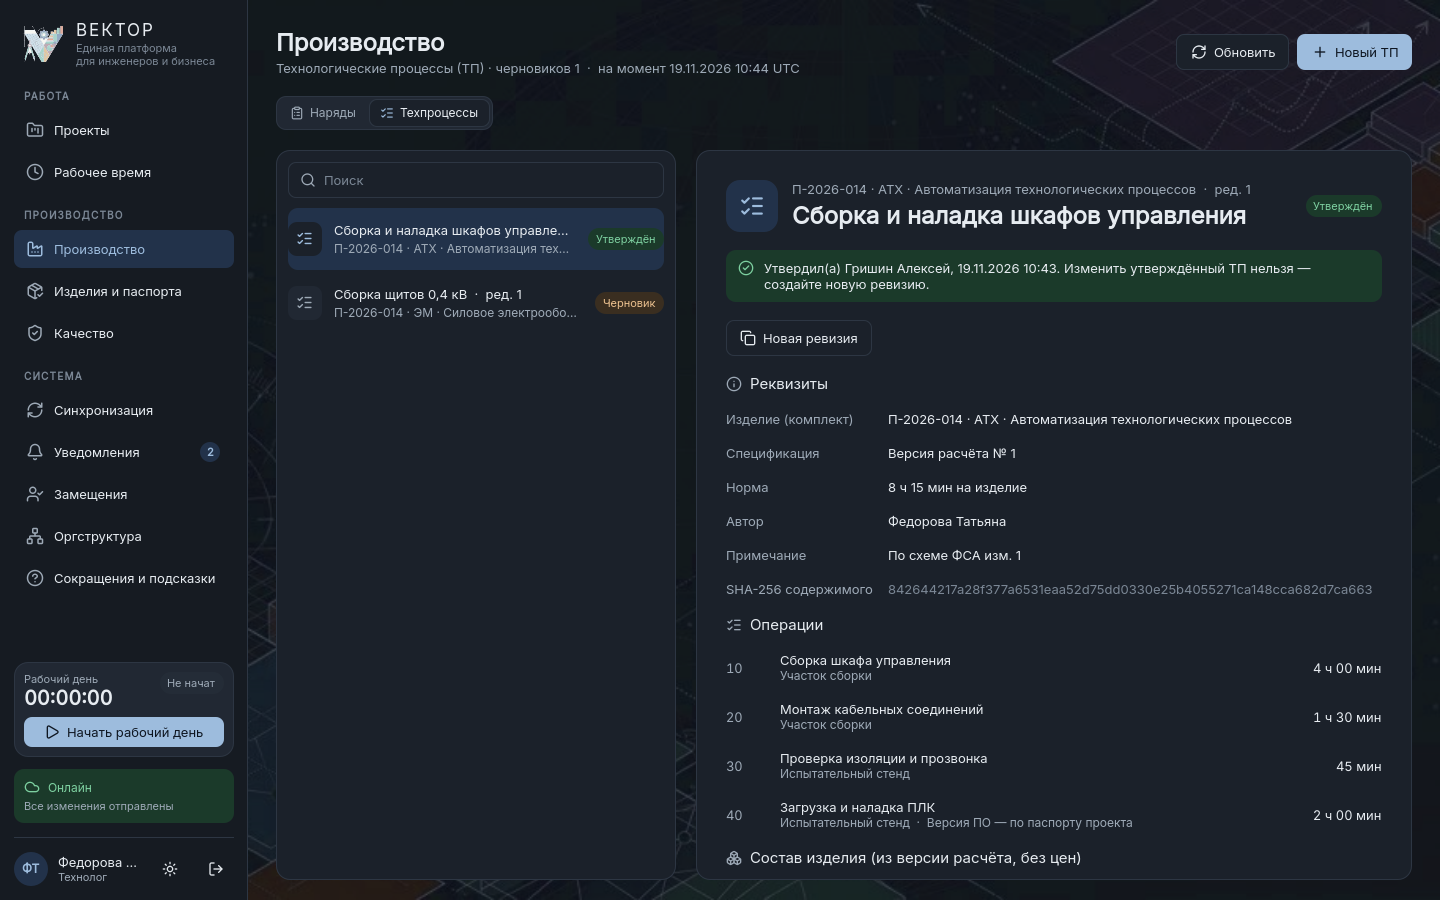 ВЕКТОР
Единая платформа
для инженеров и бизнеса
РАБОТА
Проекты
Рабочее время
ПРОИЗВОДСТВО
Производство
Изделия и паспорта
Качество
СИСТЕМА
Синхронизация
Уведомления 2
Замещения
Оргструктура
Сокращения и подсказки
Рабочий день Не начат
00:00:00
Начать рабочий день
Онлайн
Все изменения отправлены
ФТ Федорова ...
Технолог
Производство
Технологические процессы (ТП) · черновиков 1 · на момент 19.11.2026 10:44 UTC
Обновить Новый ТП
Наряды Техпроцессы
Поиск
Сборка и наладка шкафов управле...
П-2026-014 · АТХ · Автоматизация тех...
Утверждён
Сборка щитов 0,4 кВ · ред. 1
П-2026-014 · ЭМ · Силовое электрообо...
Черновик
П-2026-014 · АТХ · Автоматизация технологических процессов · ред. 1
Сборка и наладка шкафов управления
Утверждён
Утвердил(а) Гришин Алексей, 19.11.2026 10:43. Изменить утверждённый ТП нельзя —
создайте новую ревизию.
Новая ревизия
Реквизиты
Изделие (комплект) П-2026-014 · АТХ · Автоматизация технологических процессов
Спецификация Версия расчёта № 1
Норма 8 ч 15 мин на изделие
Автор Федорова Татьяна
Примечание По схеме ФСА изм. 1
SHA-256 содержимого 842644217a28f377a6531eaa52d75dd0330e25b4055271ca148cca682d7ca663
Операции
10 Сборка шкафа управления 4 ч 00 мин
Участок сборки
20 Монтаж кабельных соединений 1 ч 30 мин
Участок сборки
30 Проверка изоляции и прозвонка 45 мин
Испытательный стенд
40 Загрузка и наладка ПЛК 2 ч 00 мин
Испытательный стенд · Версия ПО — по паспорту проекта
Состав изделия (из версии расчёта, без цен)